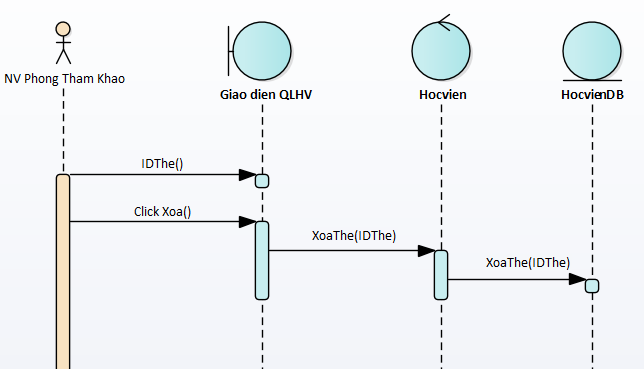 NV Phong Tham Khao
Giao dien QLHV
Hocvien
HocvienDB
IDThe()
Click Xoa()
XoaThe(IDThe)
XoaThe(IDThe)